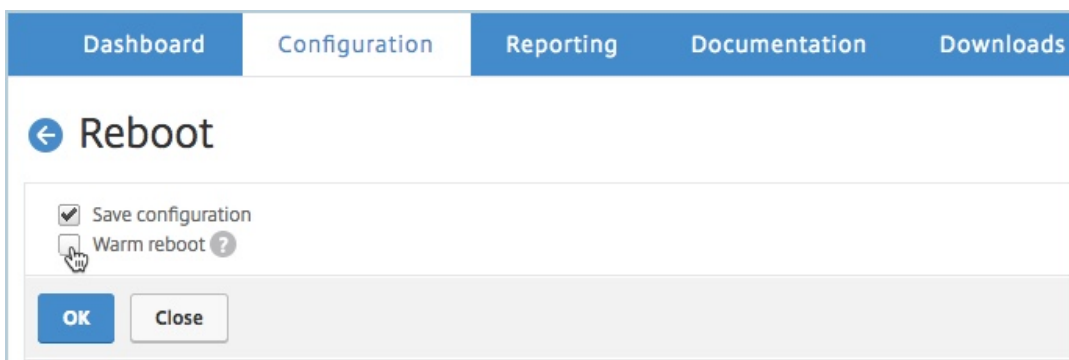 Dashboard Configuration Reporting Documentation Downloads
Reboot
Save configuration
Warm reboot ?
OK Close